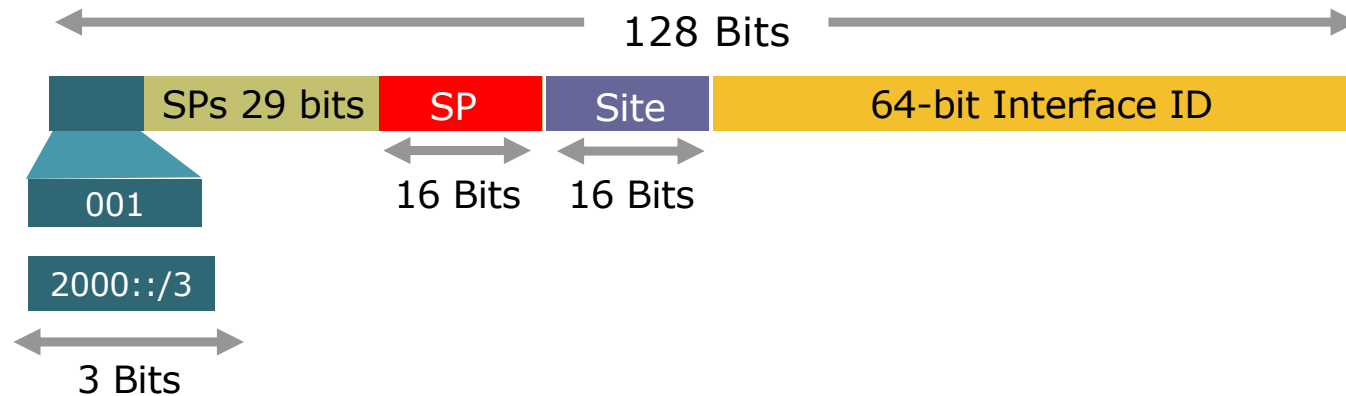 128 Bits
SPs 29 bits SP Site 64-bit Interface ID
16 Bits 16 Bits
001
2000::/3
3 Bits